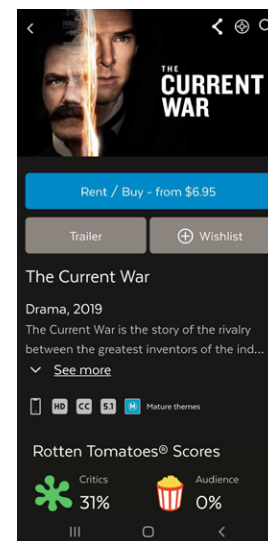 THE
CURRENT
WAR
Rent / Buy - from $6.95
Trailer
Wishlist
The Current War
Drama, 2019
The Current War is the story of the rivalry
between the greatest inventors of the ind...
See more
HD CC 5.1 M Mature themes
Rotten Tomatoes® Scores
Critics
31%
Audience
0%